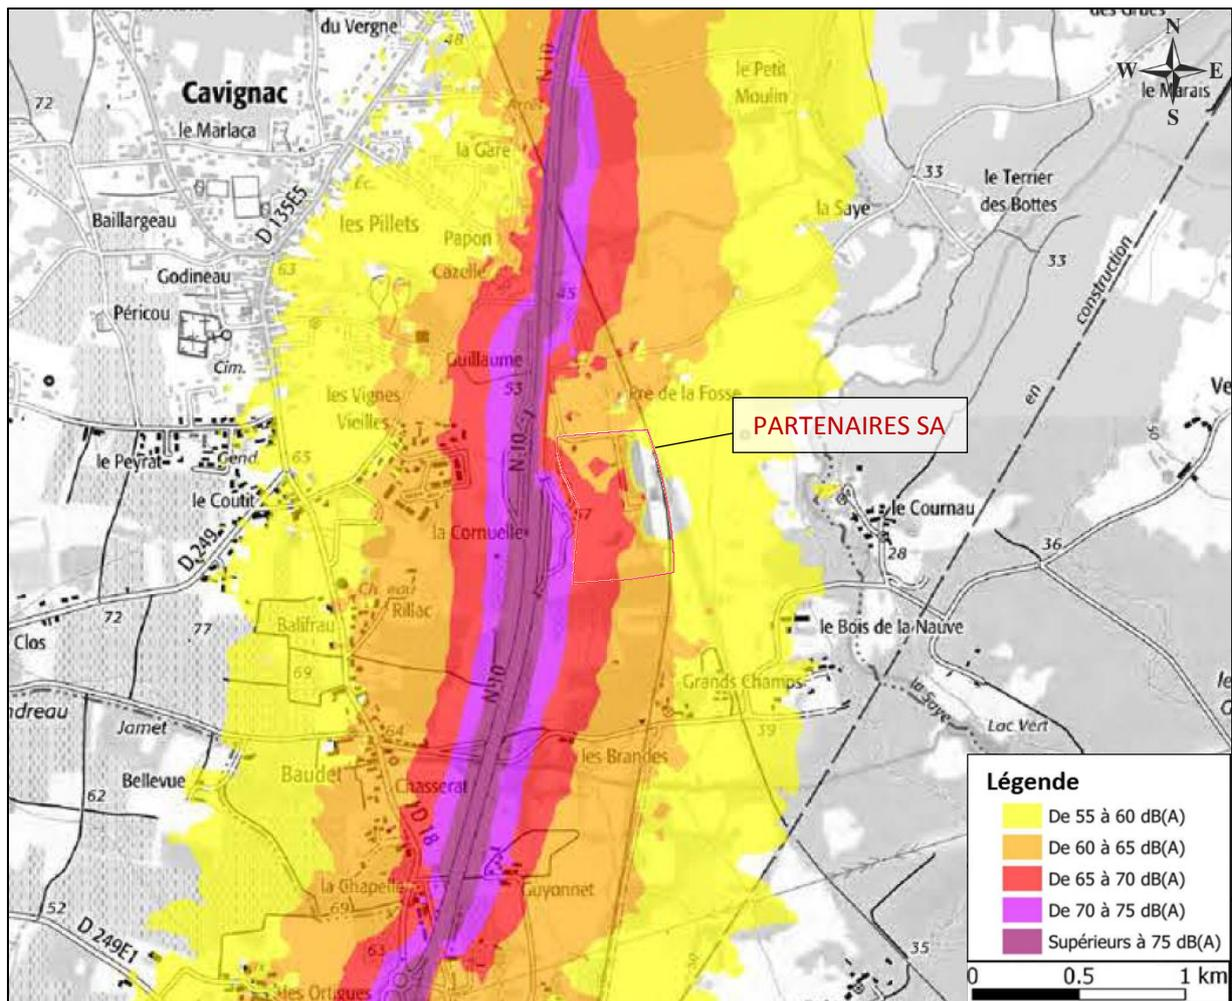 du Vergne
48
N 10
des Grues
N
W
E
S
le Marais
72
Cavignac
le Marlaca
la Gare
le Petit
Moulin
33
le Terrier
des Bottes
Baillargeau
D 135E5
les Pillets
Papon
la Saye
33
Godineau
63
Cazelle
45
Péricou
Cim.
Guillaume
53
en
construction
les Vignes
Vieilles
Pré de la Fosse
PARTENAIRES SA
le Peyrat
Gend.
65
N 10
50
le Coutit
la Cornuelle
57
le Cournau
28
36
D 249
72
77
Balifrau
Rillac
le Bois de la Nauve
Clos
69
N 10
Grands Champs
la Saye
Lac Vert
ndreau
Jamet
64
39
Bellevue
Baudet
les Brandes
62
Chasserat
D 18
la Chapelle
Guyonnet
69
52
D 249E1
63
35
les Ortigues
Légende
De 55 à 60 dB(A)
De 60 à 65 dB(A)
De 65 à 70 dB(A)
De 70 à 75 dB(A)
Supérieurs à 75 dB(A)
0 0.5 1 km